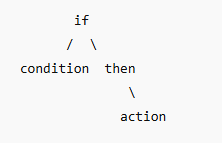 if
/ \
condition then
\
action